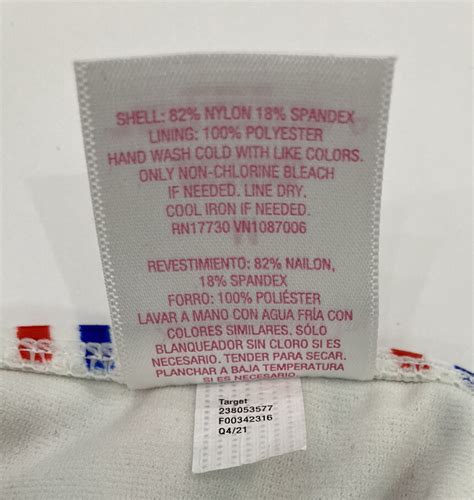 SHELL: 82% NYLON 18% SPANDEX
LINING: 100% POLYESTER
HAND WASH COLD WITH LIKE COLORS.
ONLY NON-CHLORINE BLEACH
IF NEEDED. LINE DRY.
COOL IRON IF NEEDED.
RN17730 VN1087006
REVESTIMIENTO: 82% NAILON,
18% SPANDEX
FORRO: 100% POLIÉSTER
LAVAR A MANO CON AGUA FRÍA CON
COLORES SIMILARES. SÓLO
BLANQUEADOR SIN CLORO SI ES
NECESARIO. TENDER PARA SECAR.
PLANCHAR A BAJA TEMPERATURA
SI ES NECESARIO.
Target
238053577
F00342316
Q4/21